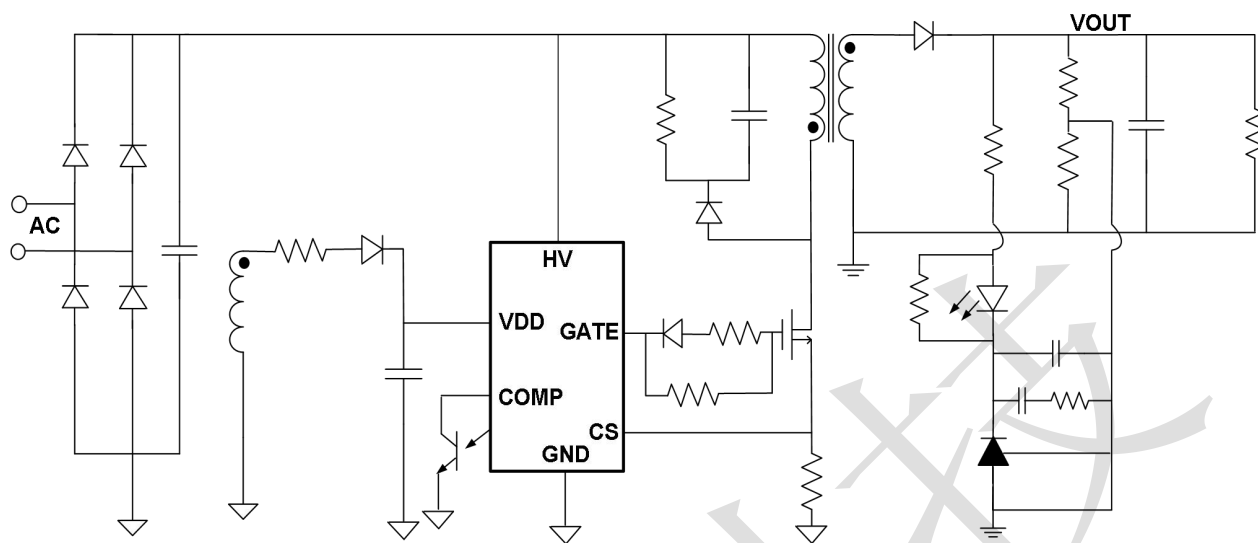 VOUT
AC
HV
VDD
GATE
COMP
CS
GND